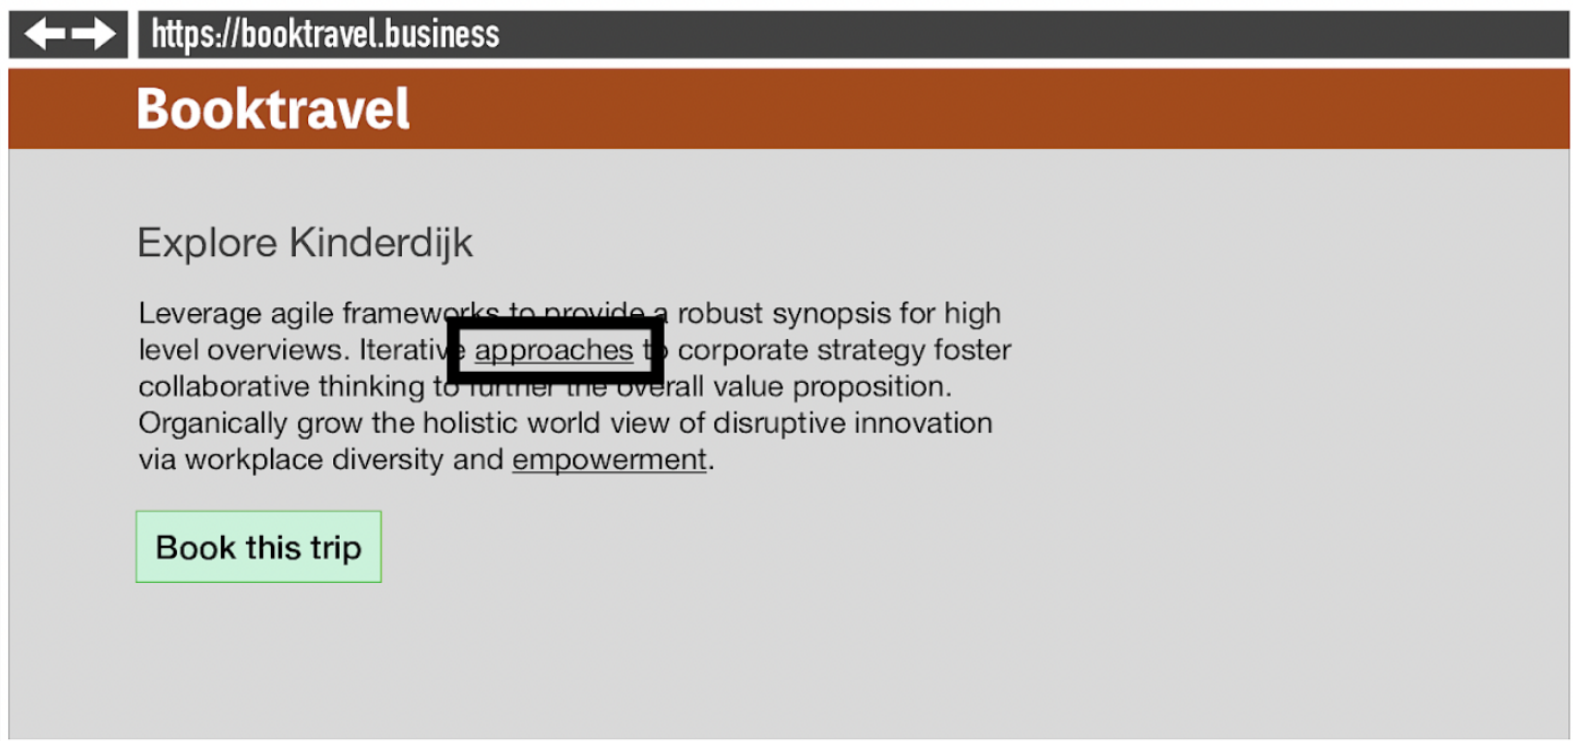 https://booktravel.business
Booktravel
Explore Kinderdijk
Leverage agile frameworks to provide a robust synopsis for high
level overviews. Iterative approaches to corporate strategy foster
collaborative thinking to further the overall value proposition.
Organically grow the holistic world view of disruptive innovation
via workplace diversity and empowerment.
Book this trip